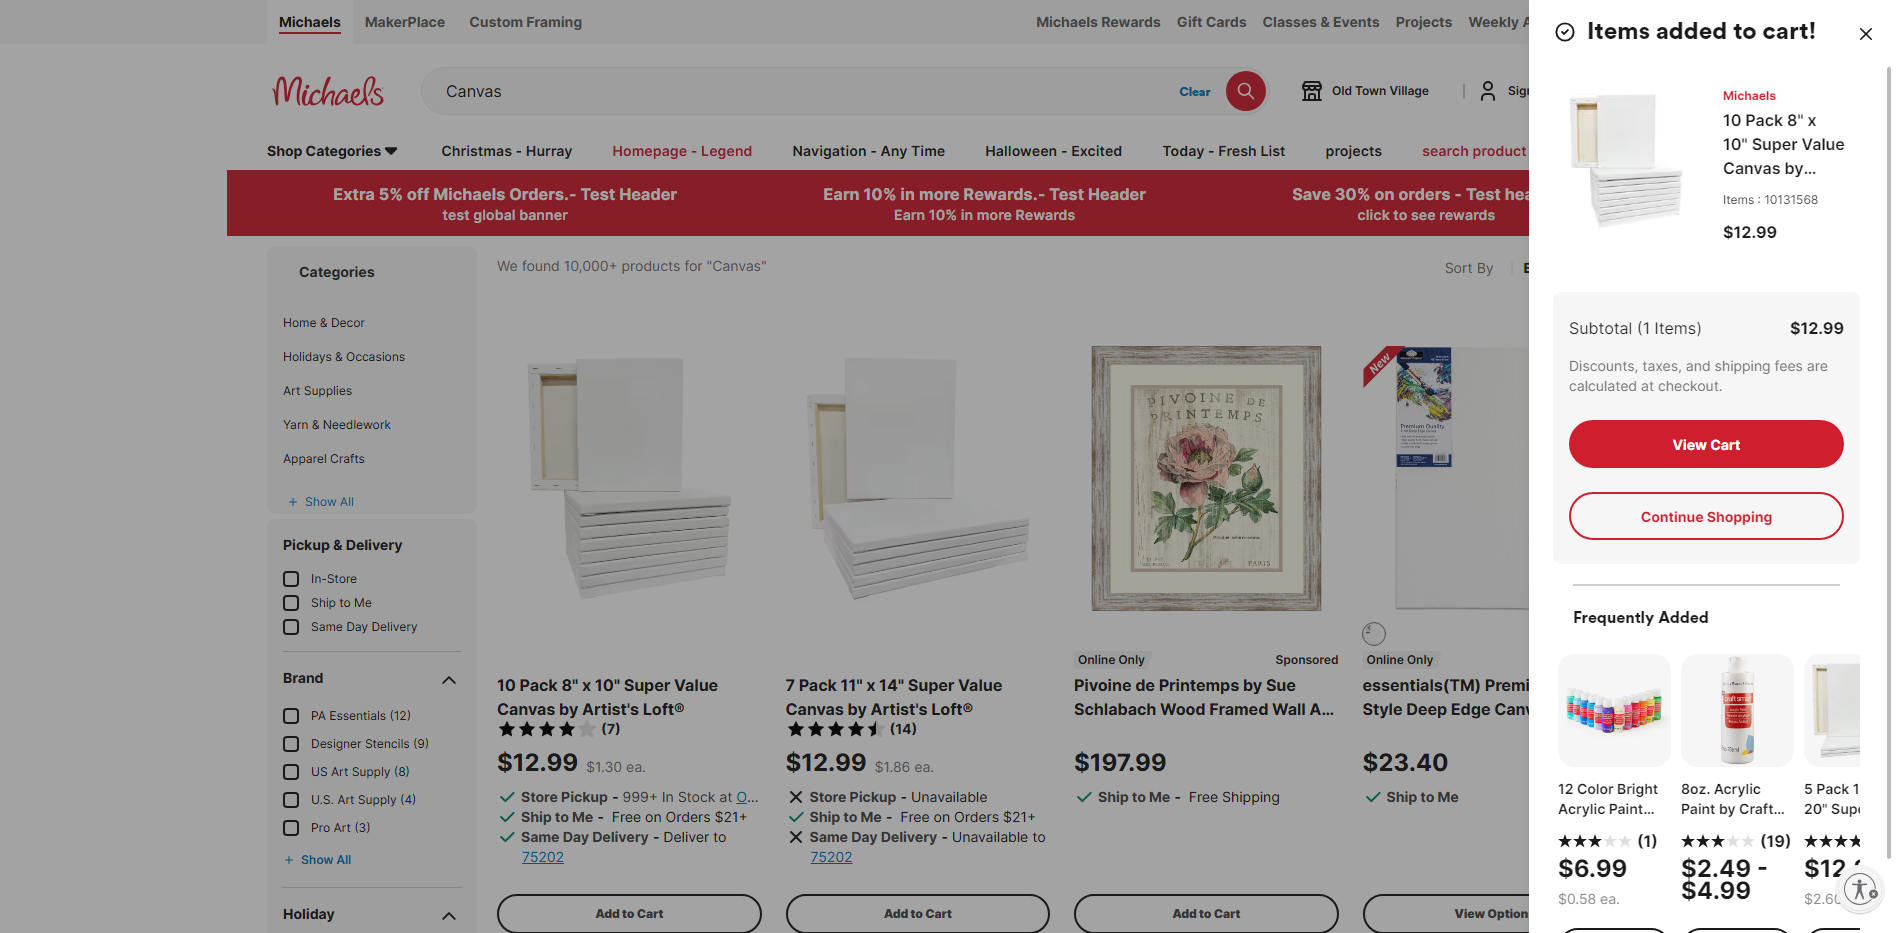 Michaels
MakerPlace
Custom Framing
Michaels Rewards
Gift Cards
Classes & Events
Projects
Weekly A
Michaels
Canvas
Clear
Old Town Village
Sign
Shop Categories
Christmas - Hurray
Homepage - Legend
Navigation - Any Time
Halloween - Excited
Today - Fresh List
projects
search product
Extra 5% off Michaels Orders.- Test Header
test global banner
Earn 10% in more Rewards.- Test Header
Earn 10% in more Rewards
Save 30% on orders - Test hea
click to see rewards
Categories
Home & Decor
Holidays & Occasions
Art Supplies
Yarn & Needlework
Apparel Crafts
+ Show All
Pickup & Delivery
In-Store
Ship to Me
Same Day Delivery
Brand
PA Essentials (12)
Designer Stencils (9)
US Art Supply (8)
U.S. Art Supply (4)
Pro Art (3)
+ Show All
Holiday
We found 10,000+ products for "Canvas"
Sort By
10 Pack 8" x 10" Super Value
Canvas by Artist's Loft®
(7)
$12.99 $1.30 ea.
Store Pickup - 999+ In Stock at O...
Ship to Me - Free on Orders $21+
Same Day Delivery - Deliver to
75202
Add to Cart
7 Pack 11" x 14" Super Value
Canvas by Artist's Loft®
(14)
$12.99 $1.86 ea.
Store Pickup - Unavailable
Ship to Me - Free on Orders $21+
Same Day Delivery - Unavailable to
75202
Add to Cart
PIVOINE DE
PRINTEMPS
PARIS
Online Only
Sponsored
Pivoine de Printemps by Sue
Schlabach Wood Framed Wall A...
$197.99
Ship to Me - Free Shipping
Add to Cart
New
Premium Quality
Online Only
essentials(TM) Premi
Style Deep Edge Canv
$23.40
Ship to Me
View Option
Items added to cart!
Michaels
10 Pack 8" x
10" Super Value
Canvas by...
Items : 10131568
$12.99
Subtotal (1 Items)
$12.99
Discounts, taxes, and shipping fees are
calculated at checkout.
View Cart
Continue Shopping
Frequently Added
12 Color Bright
Acrylic Paint...
(1)
$6.99
$0.58 ea.
craft smart
8oz. Acrylic
Paint by Craft...
(19)
$2.49 -
$4.99
5 Pack 1
20" Supe
$12.
$2.60